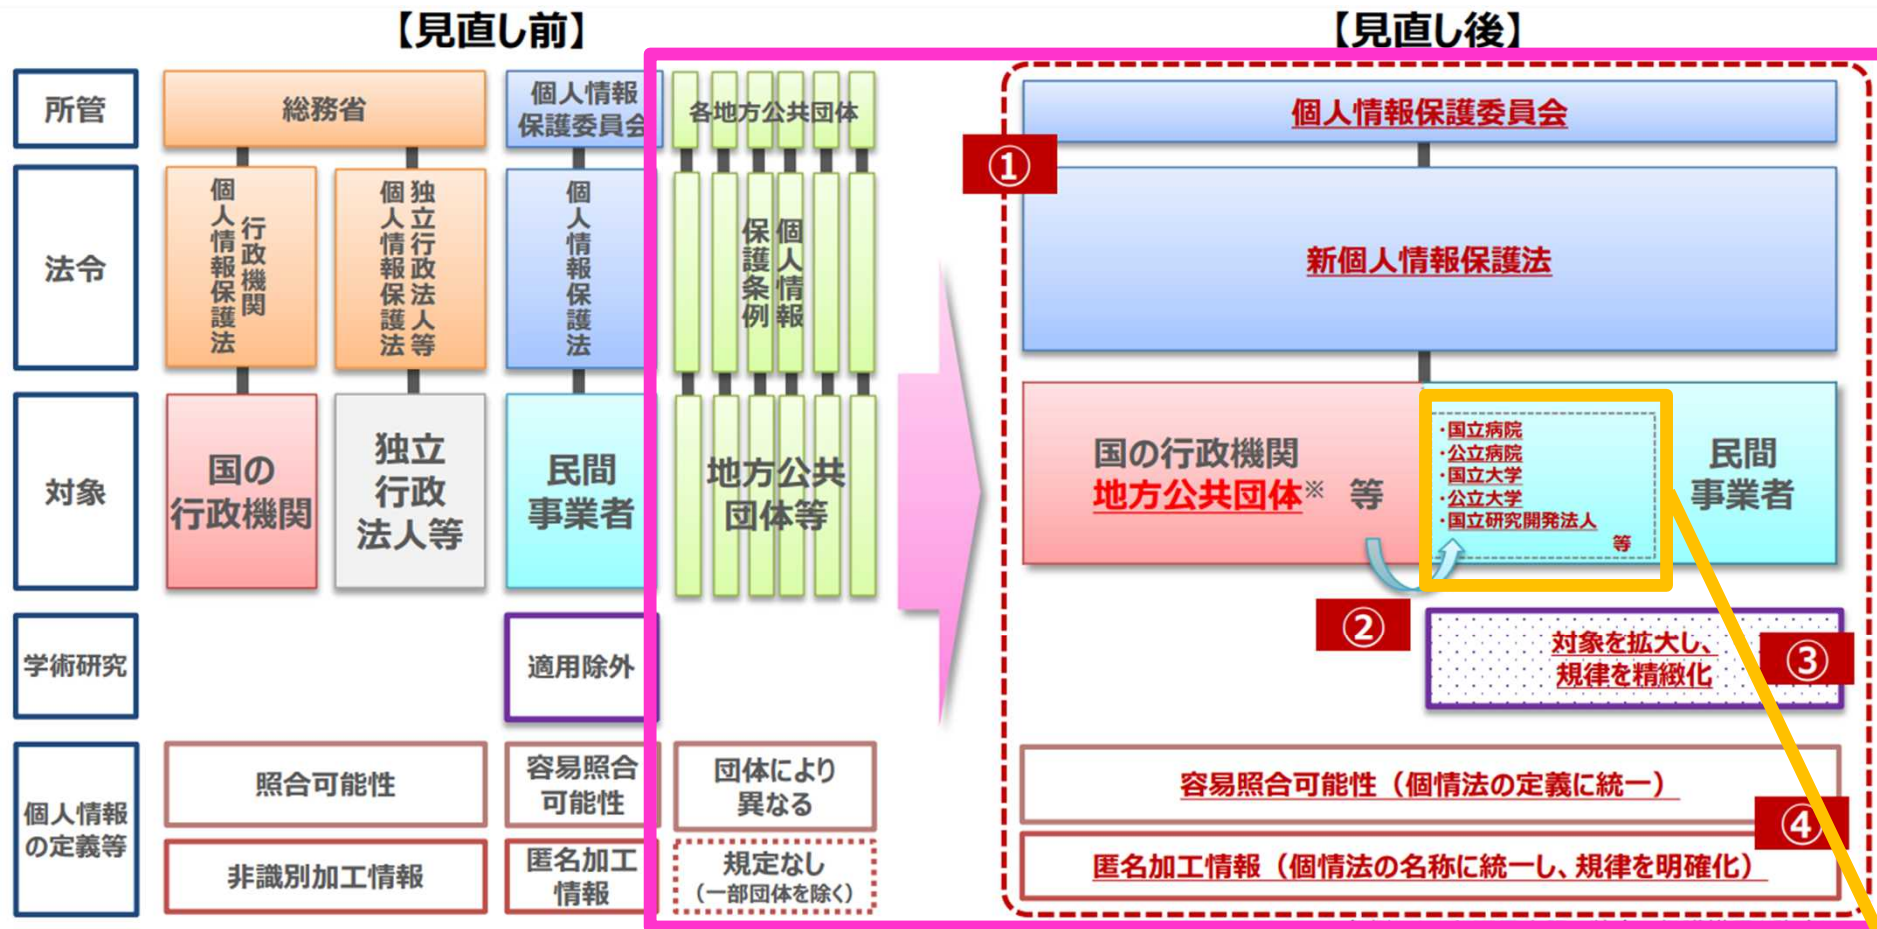 【見直し前】
【見直し後】
所管
総務省
個人情報
保護委員会
各地方公共団体
個人情報保護委員会
①
法令
行政機関
個人情報保護法
独立行政法人等
個人情報保護法
個人情報保護法
個人情報
保護条例
新個人情報保護法
対象
国の
行政機関
独立
行政
法人等
民間
事業者
地方公共
団体等
国の行政機関
地方公共団体※ 等
・国立病院
・公立病院
・国立大学
・公立大学
・国立研究開発法人
等
民間
事業者
②
学術研究
適用除外
対象を拡大し、
規律を精緻化
③
個人情報
の定義等
照合可能性
容易照合
可能性
団体により
異なる
容易照合可能性（個情法の定義に統一）
④
非識別加工情報
匿名加工
情報
規定なし
（一部団体を除く）
匿名加工情報（個情法の名称に統一し、規律を明確化）